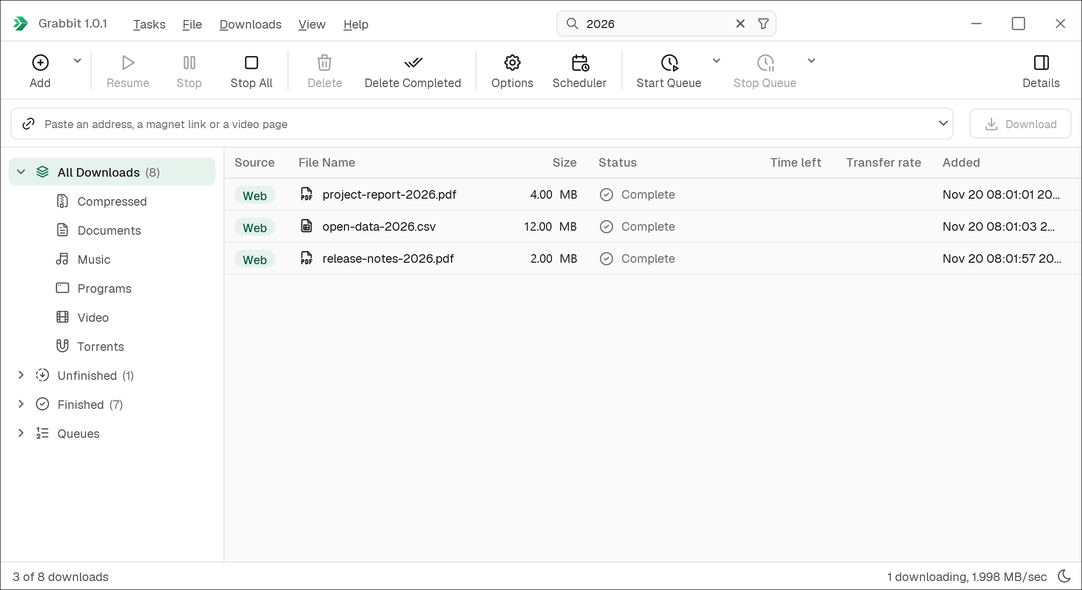 Grabbit 1.0.1 Tasks File Downloads View Help 2026
Add Resume Stop Stop All Delete Delete Completed Options Scheduler Start Queue Stop Queue Details
Paste an address, a magnet link or a video page Download
All Downloads (8)
Compressed
Documents
Music
Programs
Video
Torrents
Unfinished (1)
Finished (7)
Queues
Source File Name Size Status Time left Transfer rate Added
Web PDF project-report-2026.pdf 4.00 MB Complete Nov 20 08:01:01 20...
Web open-data-2026.csv 12.00 MB Complete Nov 20 08:01:03 2...
Web PDF release-notes-2026.pdf 2.00 MB Complete Nov 20 08:01:57 20...
3 of 8 downloads 1 downloading, 1.998 MB/sec